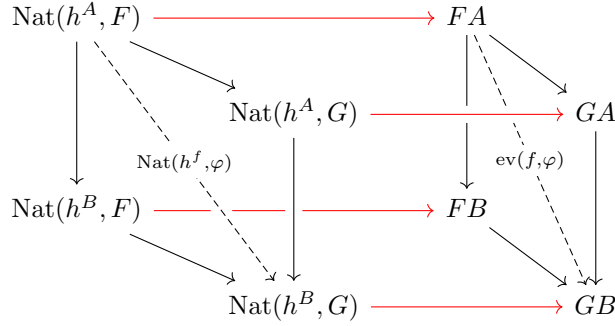 Nat(h^A, F) FA
Nat(h^A, G) GA
Nat(h^f, φ) ev(f,φ)
Nat(h^B, F) FB
Nat(h^B, G) GB